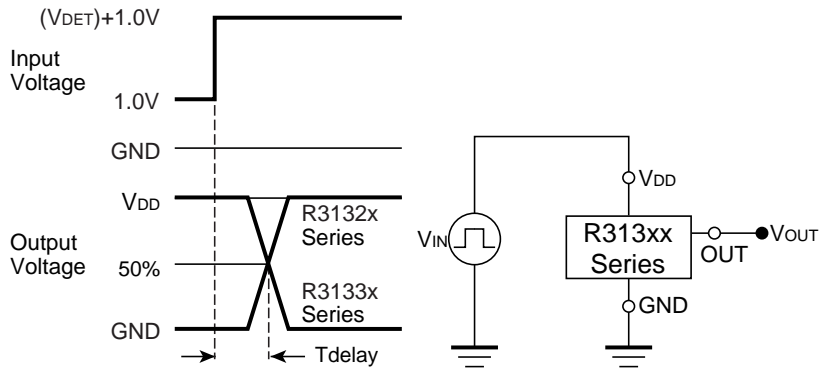 (VDET)+1.0V
Input
Voltage
1.0V
GND
VDD
R3132x
Series
Output
Voltage
50%
R3133x
Series
GND
Tdelay
VIN
VDD
R313xx
Series
OUT
VOUT
GND